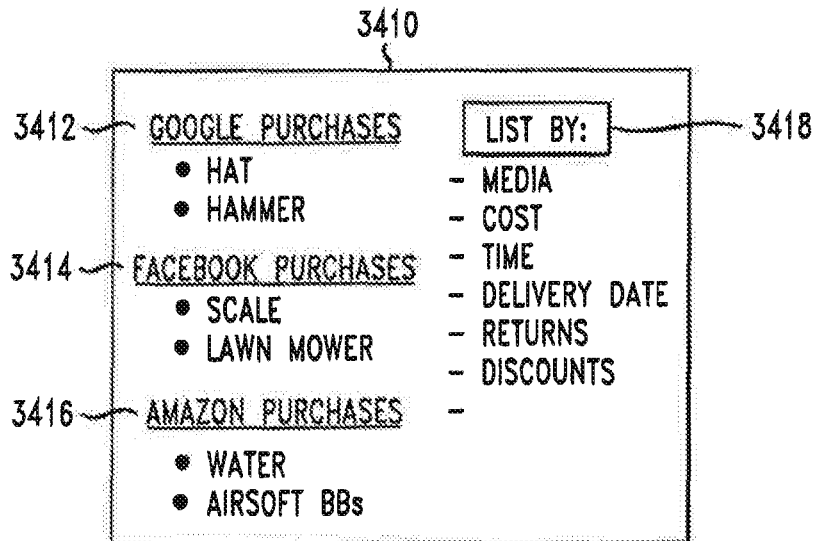 3410
3412
GOOGLE PURCHASES
• HAT
• HAMMER
3414
FACEBOOK PURCHASES
• SCALE
• LAWN MOWER
3416
AMAZON PURCHASES
• WATER
• AIRSOFT BBs
LIST BY:
3418
- MEDIA
- COST
- TIME
- DELIVERY DATE
- RETURNS
- DISCOUNTS
-